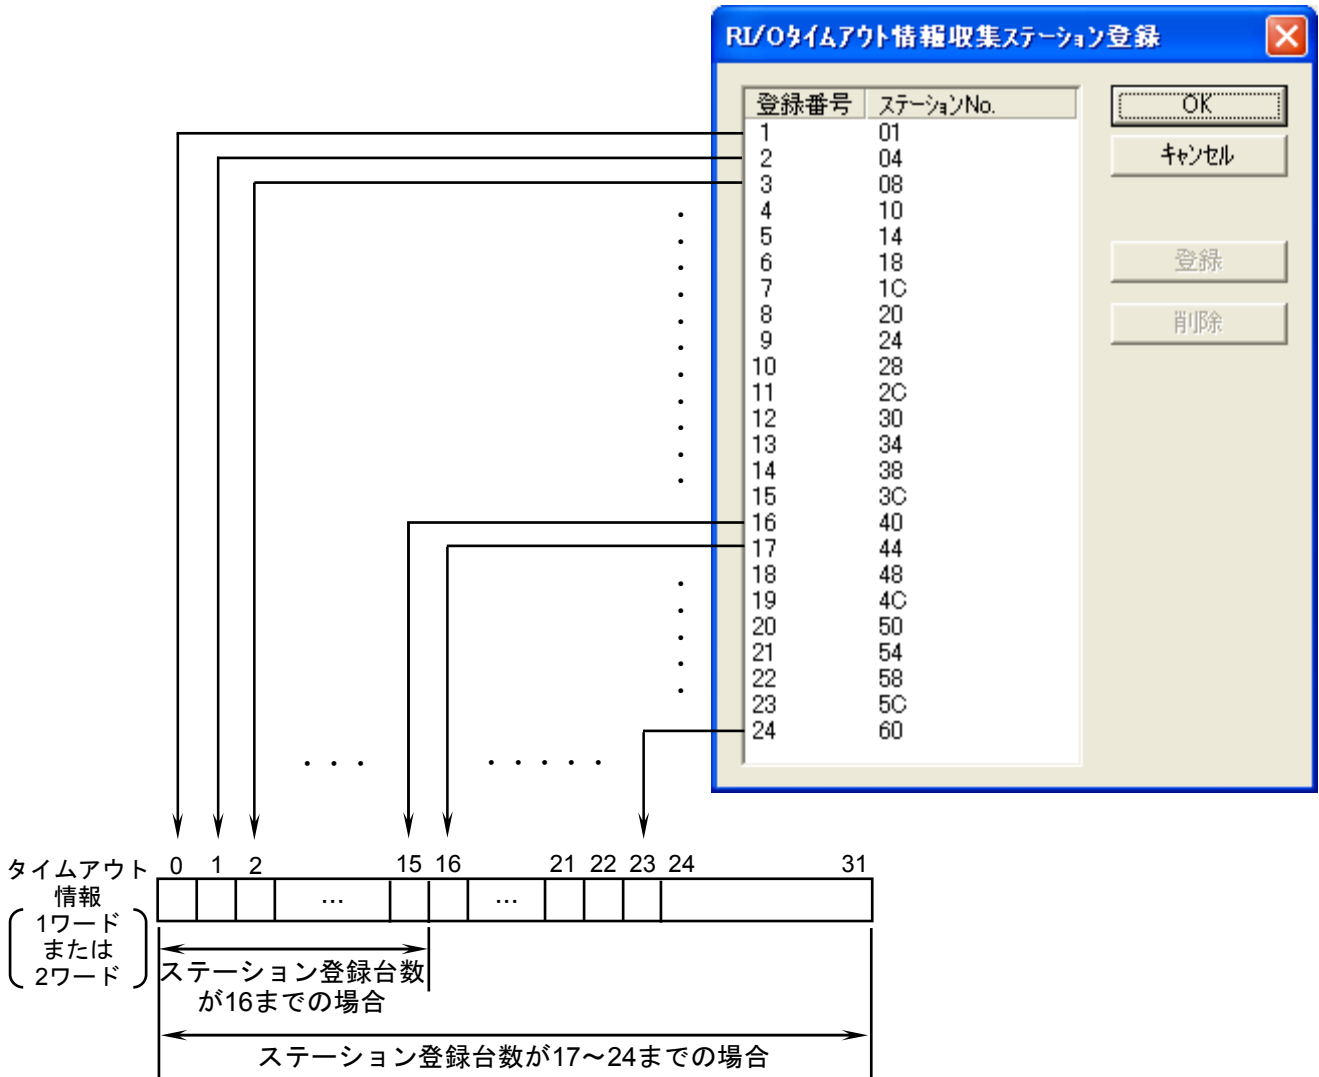 RI/Oタイムアウト情報収集ステーション登録
登録番号 ステーションNo.
1 01
2 04
3 08
4 10
5 14
6 18
7 1C
8 20
9 24
10 28
11 2C
12 30
13 34
14 38
15 3C
16 40
17 44
18 48
19 4C
20 50
21 54
22 58
23 5C
24 60
OK
キャンセル
登録
削除
・・・ ・・・・・
0 1 2 15 16 21 22 23 24 31
タイムアウト
情報
1ワード
または
2ワード
… …
ステーション登録台数
が16までの場合
ステーション登録台数が17～24までの場合